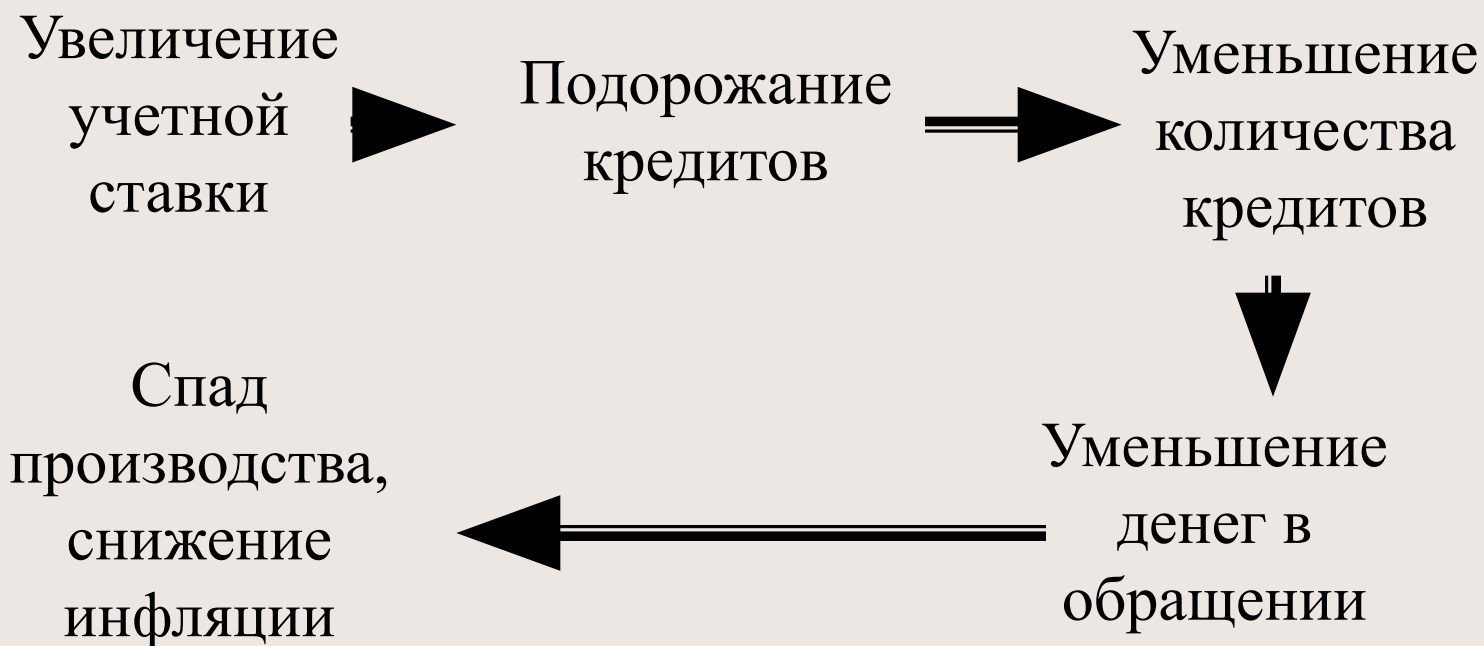 Увеличение
учетной
ставки
Подорожание
кредитов
Уменьшение
количества
кредитов
Уменьшение
денег в
обращении
Спад
производства,
снижение
инфляции